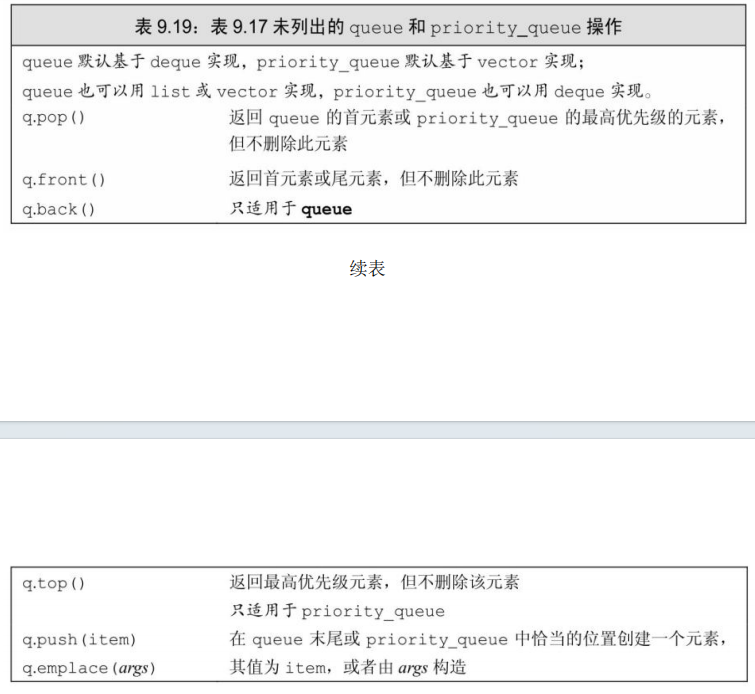 表 9.19：表 9.17 未列出的 queue 和 priority_queue 操作
queue 默认基于 deque 实现，priority_queue 默认基于 vector 实现；
queue 也可以用 list 或 vector 实现，priority_queue 也可以用 deque 实现。
q.pop() 返回 queue 的首元素或 priority_queue 的最高优先级的元素，
但不删除此元素
q.front() 返回首元素或尾元素，但不删除此元素
q.back() 只适用于 queue
续表
q.top() 返回最高优先级元素，但不删除该元素
只适用于 priority_queue
q.push(item) 在 queue 末尾或 priority_queue 中恰当的位置创建一个元素，
q.emplace(args) 其值为 item，或者由 args 构造